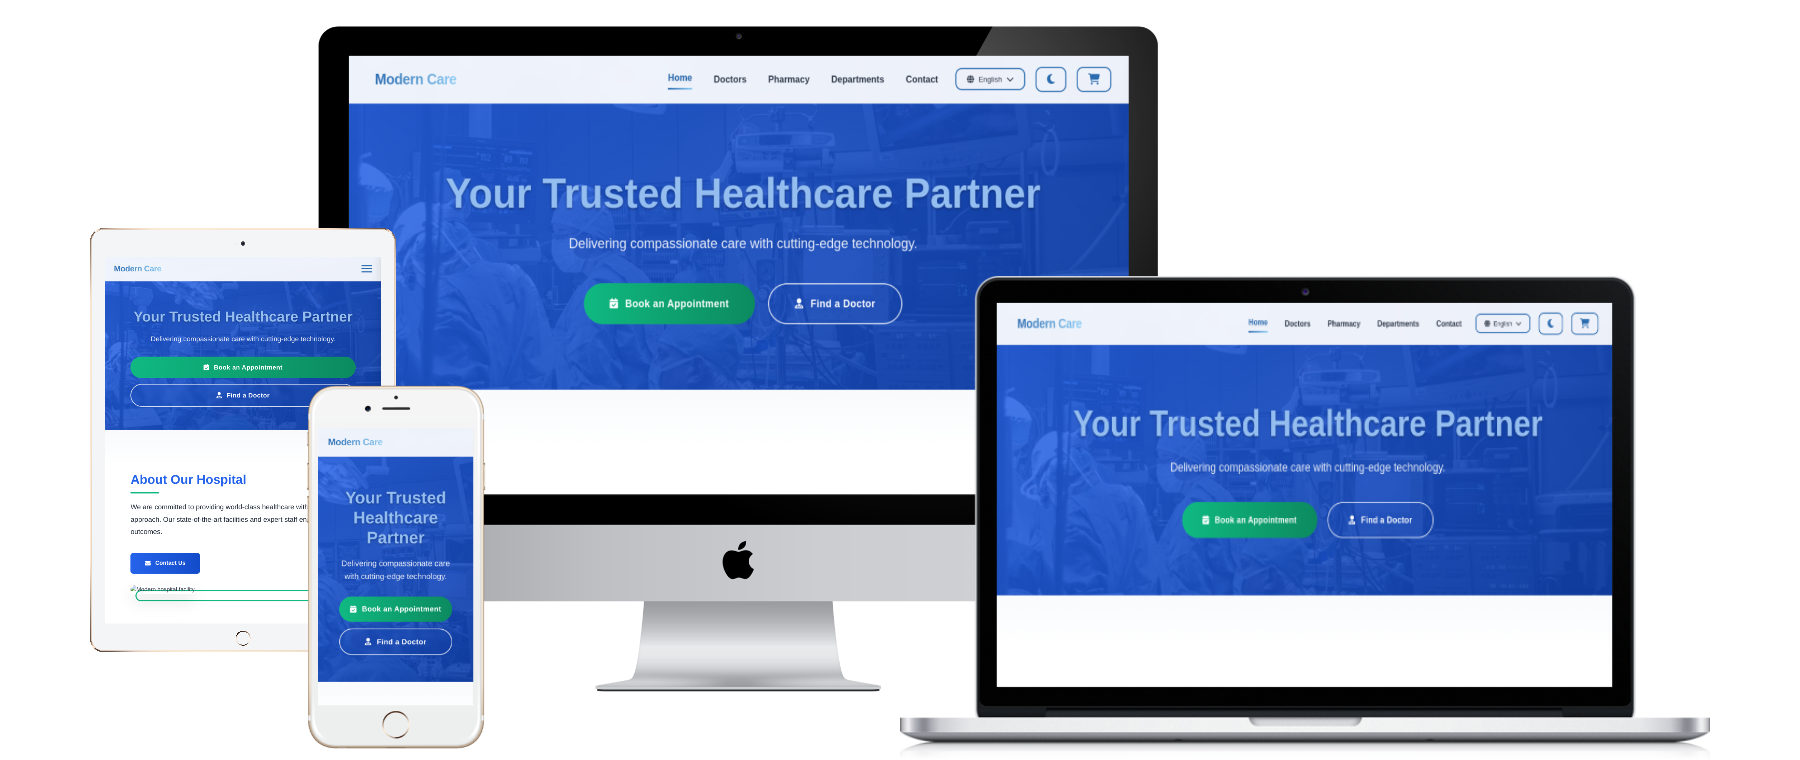 Modern Care
Home Doctors Pharmacy Departments Contact English
Your Trusted Healthcare Partner
Delivering compassionate care with cutting-edge technology.
Book an Appointment Find a Doctor
Modern Care
Your Trusted Healthcare Partner
Delivering compassionate care with cutting-edge technology.
Book an Appointment
Find a Doctor
About Our Hospital
We are committed to providing world-class healthcare with
approach. Our state-of-the-art facilities and expert staff en
outcomes.
Contact Us
Modern hospital facility
Modern Care
Your Trusted
Healthcare
Partner
Delivering compassionate care
with cutting-edge technology.
Book an Appointment
Find a Doctor
Modern Care
Home Doctors Pharmacy Departments Contact English
Your Trusted Healthcare Partner
Delivering compassionate care with cutting-edge technology.
Book an Appointment Find a Doctor